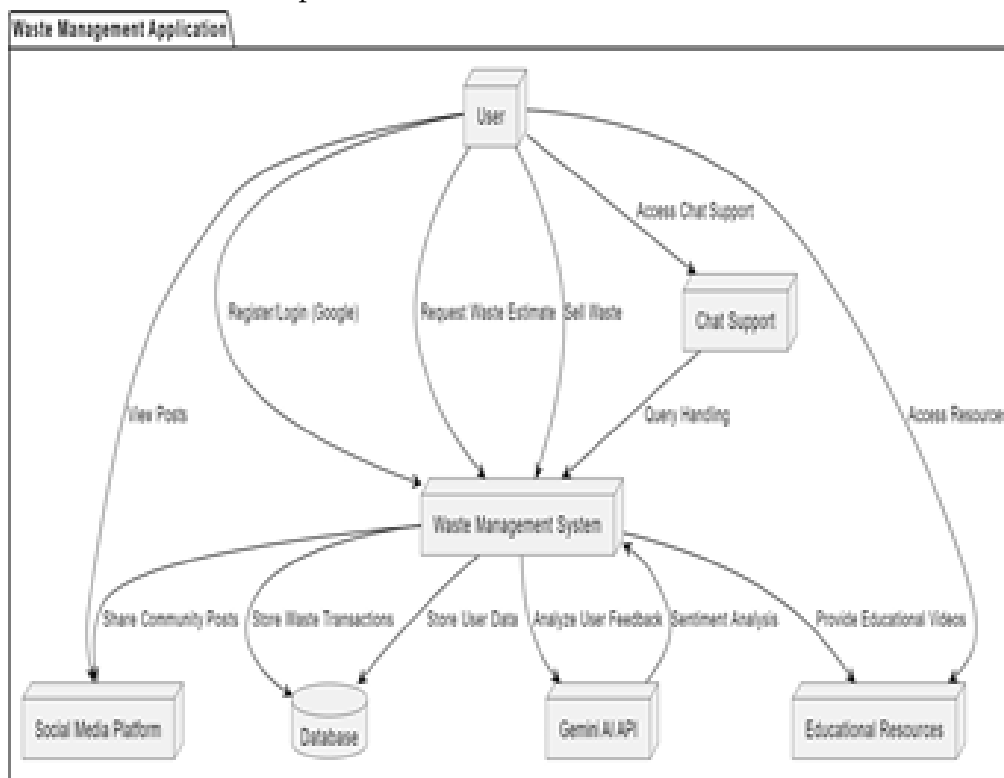 Waste Management Application
User
Access Chat Support
Register/Login (Google)
Request Waste Estimate
Sell Waste
Chat Support
View Posts
Query Handling
Access Resources
Waste Management System
Share Community Posts
Store Waste Transactions
Store User Data
Analyze User Feedback
Sentiment Analysis
Provide Educational Videos
Social Media Platform
Database
Gemini AI API
Educational Resources